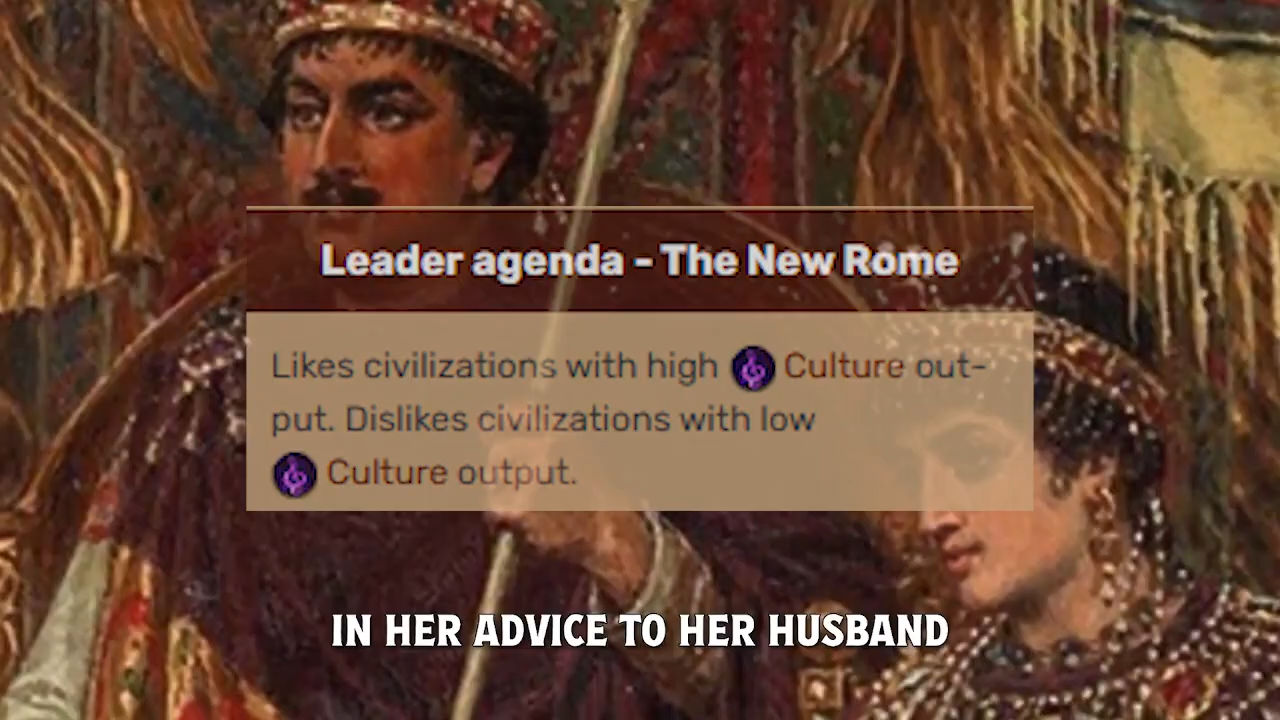 Leader agenda - The New Rome
Likes civilizations with high Culture out-
put. Dislikes civilizations with low
Culture output.
IN HER ADVICE TO HER HUSBAND